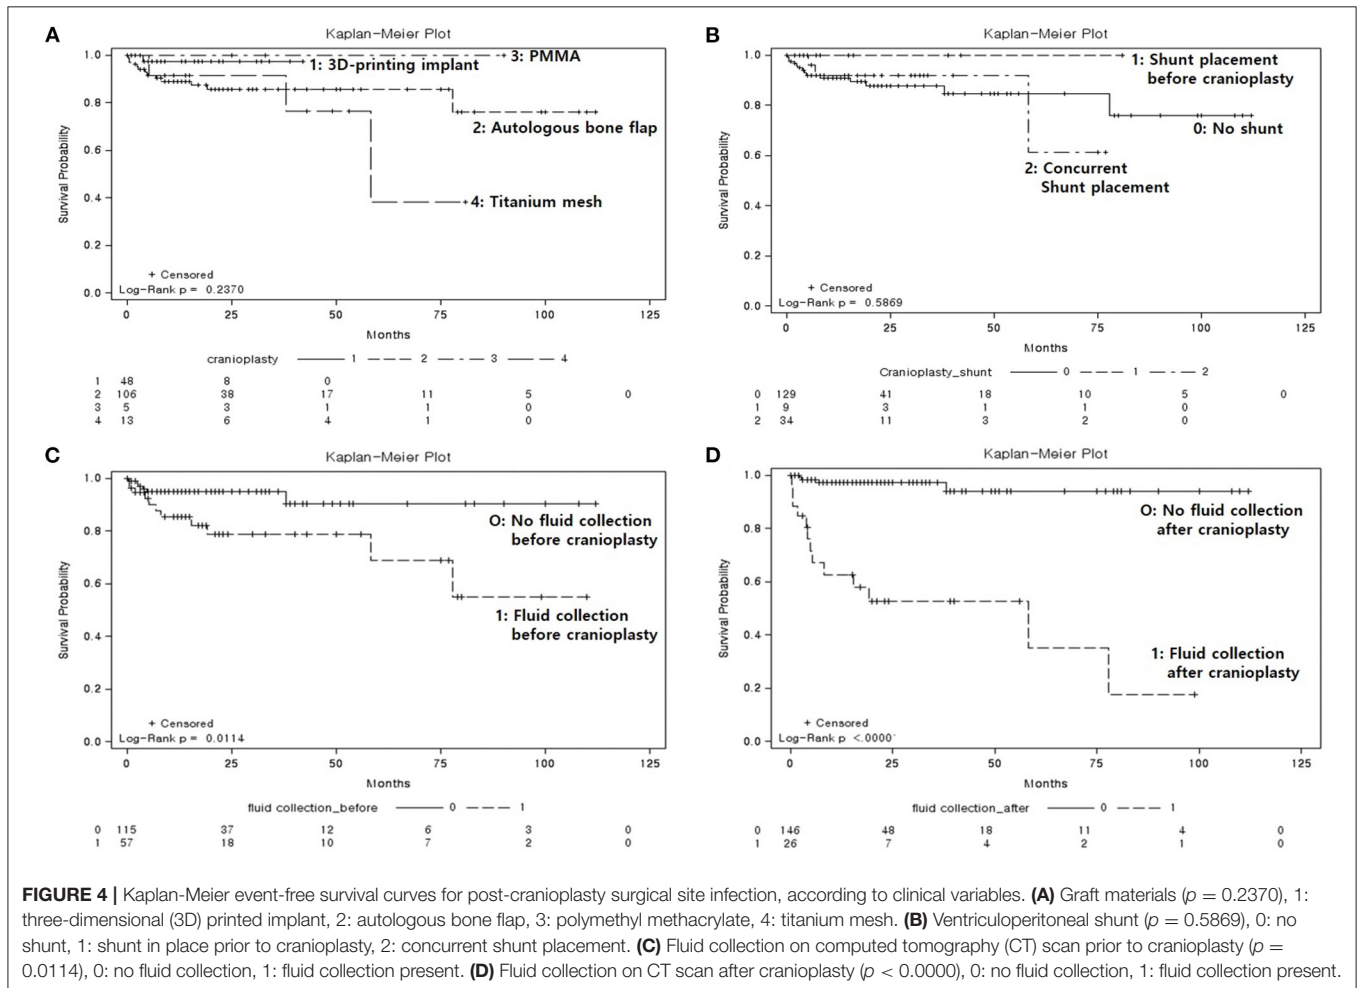 A
Kaplan-Meier Plot
1.0
0.8
0.6
0.4
0.2
0.0
Survival Probability
3: PMMA
1: 3D-printing implant
2: Autologous bone flap
4: Titanium mesh
+ Censored
Log-Rank p = 0.2370
0 25 50 75 100 125
Months
cranioplasty 1 2 3 4
1 48 8 0
2 106 38 17 11 5 0
3 5 3 1 1 0
4 13 6 4 1 0
B
Kaplan-Meier Plot
1.0
0.8
0.6
0.4
0.2
0.0
Survival Probability
1: Shunt placement
before cranioplasty
0: No shunt
2: Concurrent
Shunt placement
+ Censored
Log-Rank p = 0.5869
0 25 50 75 100 125
Months
Cranioplasty_shunt 0 1 2
0 129 41 18 10 5 0
1 9 3 1 1 0
2 34 11 3 2 0
C
Kaplan-Meier Plot
1.0
0.8
0.6
0.4
0.2
0.0
Survival Probability
O: No fluid collection
before cranioplasty
1: Fluid collection
before cranioplasty
+ Censored
Log-Rank p = 0.0114
0 25 50 75 100 125
Months
fluid collection_before 0 1
0 115 37 12 6 3 0
1 57 18 10 7 2 0
D
Kaplan-Meier Plot
1.0
0.8
0.6
0.4
0.2
0.0
Survival Probability
O: No fluid collection
after cranioplasty
1: Fluid collection
after cranioplasty
+ Censored
Log-Rank p <.0000
0 25 50 75 100 125
Months
fluid collection_after 0 1
0 146 48 18 11 4 0
1 26 7 4 2 1 0
FIGURE 4 | Kaplan-Meier event-free survival curves for post-cranioplasty surgical site infection, according to clinical variables. (A) Graft materials (p = 0.2370), 1:
three-dimensional (3D) printed implant, 2: autologous bone flap, 3: polymethyl methacrylate, 4: titanium mesh. (B) Ventriculoperitoneal shunt (p = 0.5869), 0: no
shunt, 1: shunt in place prior to cranioplasty, 2: concurrent shunt placement. (C) Fluid collection on computed tomography (CT) scan prior to cranioplasty (p =
0.0114), 0: no fluid collection, 1: fluid collection present. (D) Fluid collection on CT scan after cranioplasty (p < 0.0000), 0: no fluid collection, 1: fluid collection present.